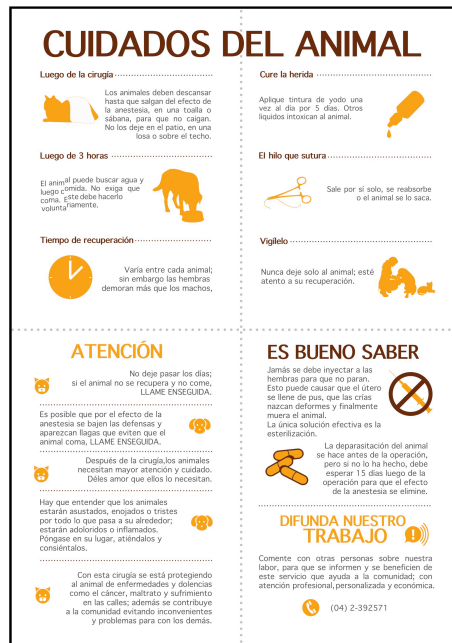 CUIDADOS DEL ANIMAL
Luego de la cirugía
Los animales deben descansar
hasta que salgan del efecto de
la anestesia, en una toalla o
sábana, para que no caigan.
No los deje en el patio, en una
losa o sobre el techo.
Luego de 3 horas
El animal puede buscar agua y
luego comida. No exiga que
coma. Éste debe hacerlo
voluntariamente.
Tiempo de recuperación
Varía entre cada animal;
sin embargo las hembras
demoran más que los machos,
Cure la herida
Aplique tintura de yodo una
vez al día por 5 días. Otros
liquidos intoxican al animal.
El hilo que sutura
Sale por sí solo, se reabsorbe
o el animal se lo saca.
Vigílelo
Nunca deje solo al animal; esté
atento a su recuperación.
ATENCIÓN
No deje pasar los días;
si el animal no se recupera y no come,
LLAME ENSEGUIDA.
Es posible que por el efecto de la
anestesia se bajen las defensas y
aparezcan llagas que eviten que el
animal coma, LLAME ENSEGUIDA.
Después de la cirugía,los animales
necesitan mayor atención y cuidado.
Déles amor que ellos lo necesitan.
Hay que entender que los animales
estarán asustados, enojados o tristes
por todo lo que pasa a su alrededor;
estarán adoloridos o inflamados.
Póngase en su lugar, atiéndalos y
consiéntalos.
Con esta cirugía se está protegiendo
al animal de enfermedades y dolencias
como el cáncer, maltrato y sufrimiento
en las calles; además se contribuye
a la comunidad evitando inconvenientes
y problemas para con los demás.
ES BUENO SABER
Jamás se debe inyectar a las
hembras para que no paran.
Esto puede causar que el útero
se llene de pus, que las crías
nazcan deformes y finalmente
muera el animal.
La única solución efectiva es la
esterilización.
La deparasitación del animal
se hace antes de la operación,
pero si no lo ha hecho, debe
esperar 15 días luego de la
operación para que el efecto
de la anestesia se elimine.
DIFUNDA NUESTRO
TRABAJO
Comente con otras personas sobre nuestra
labor, para que se informen y se beneficien de
este servicio que ayuda a la comunidad; con
atención profesional,personalizada y económica.
(04) 2-392571